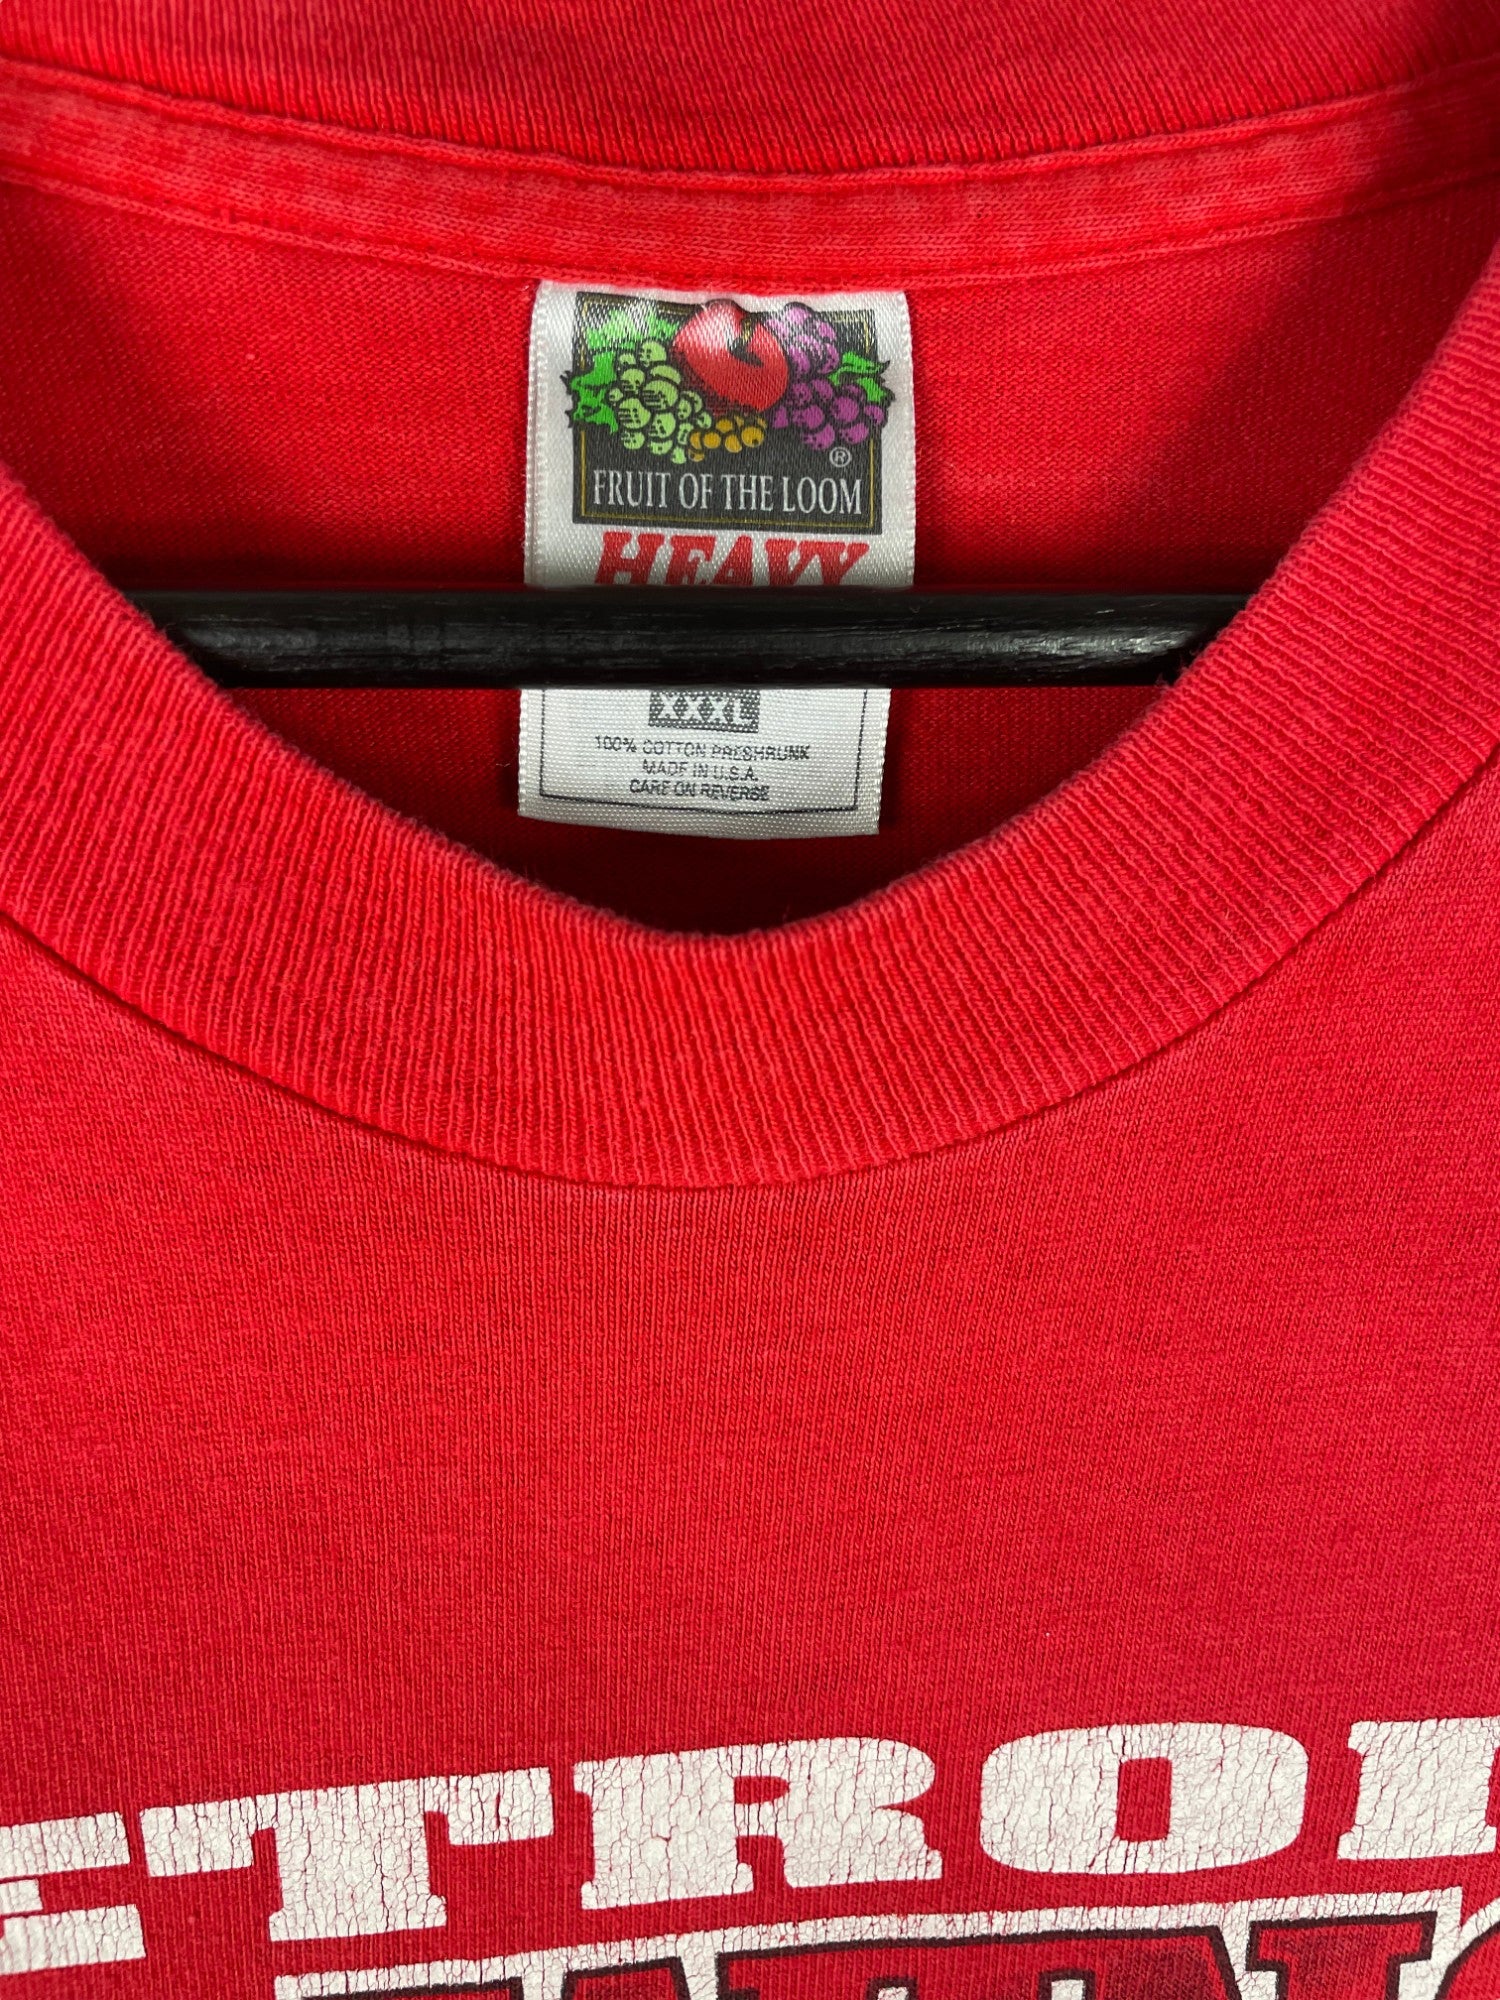 FRUIT OF THE LOOM ®
HEAVY
XXXL
100% COTTON PRESHRUNK
MADE IN U.S.A.
CARE ON REVERSE
ETROI